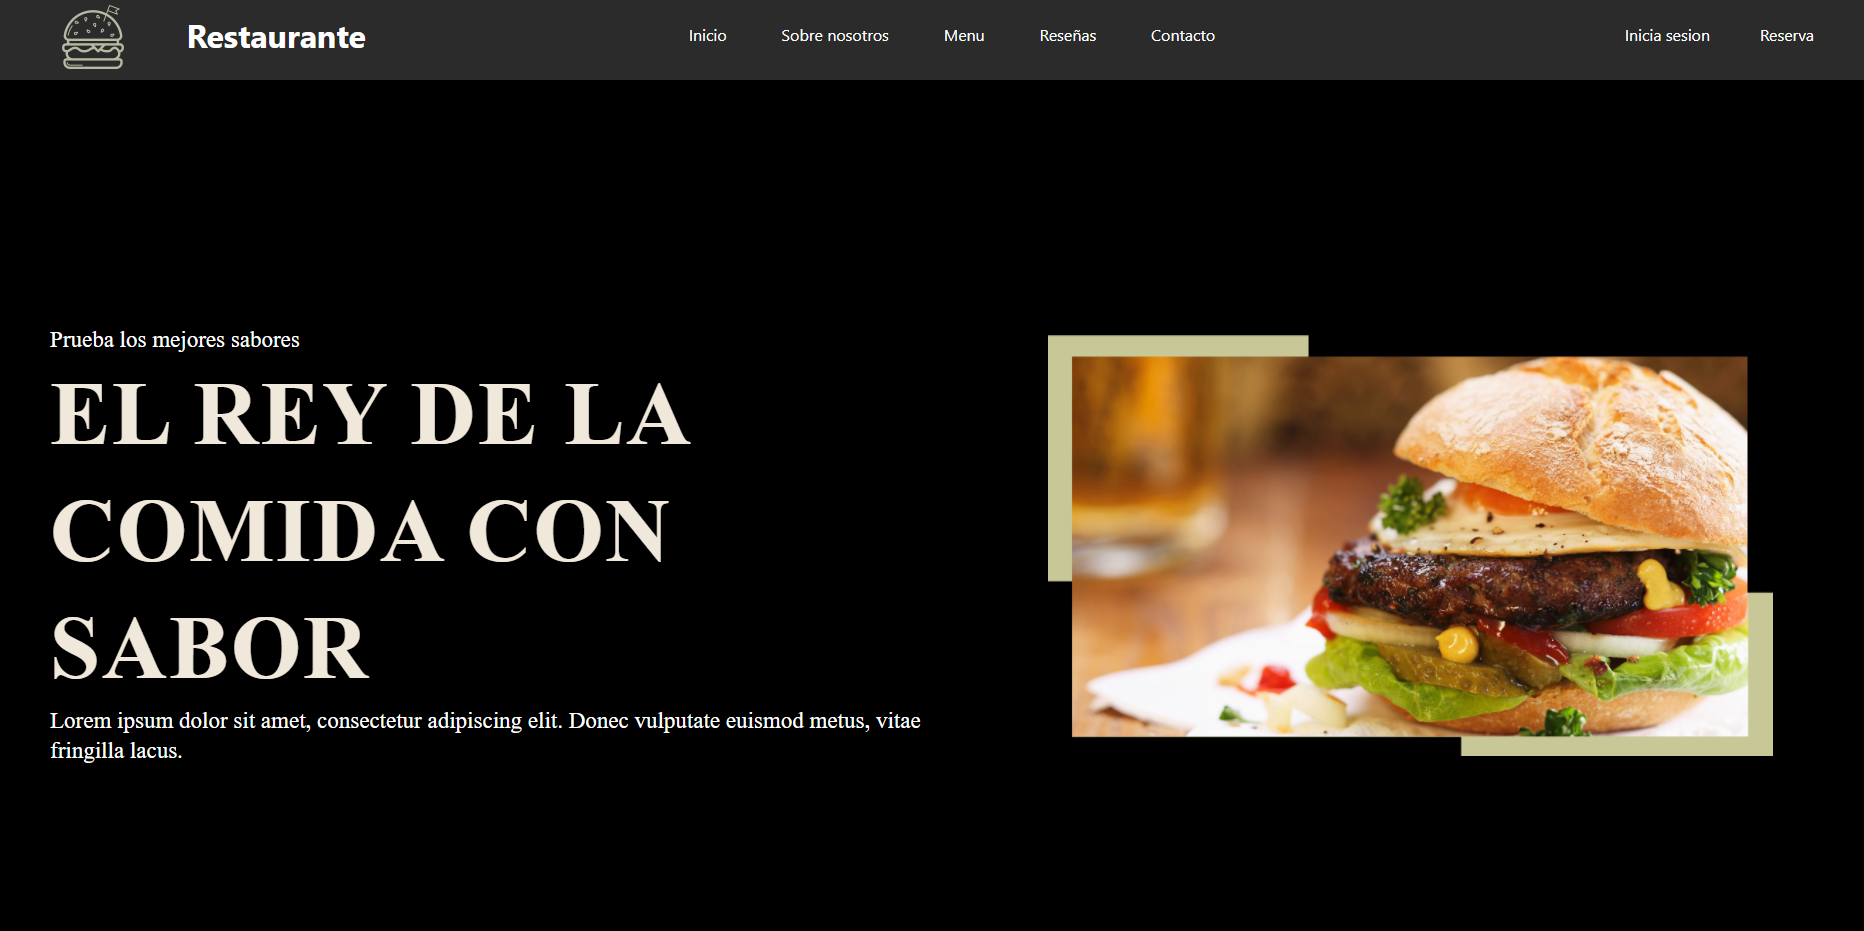 Restaurante
Inicio
Sobre nosotros
Menu
Reseñas
Contacto
Inicia sesion
Reserva
Prueba los mejores sabores
EL REY DE LA
COMIDA CON
SABOR
Lorem ipsum dolor sit amet, consectetur adipiscing elit. Donec vulputate euismod metus, vitae
fringilla lacus.